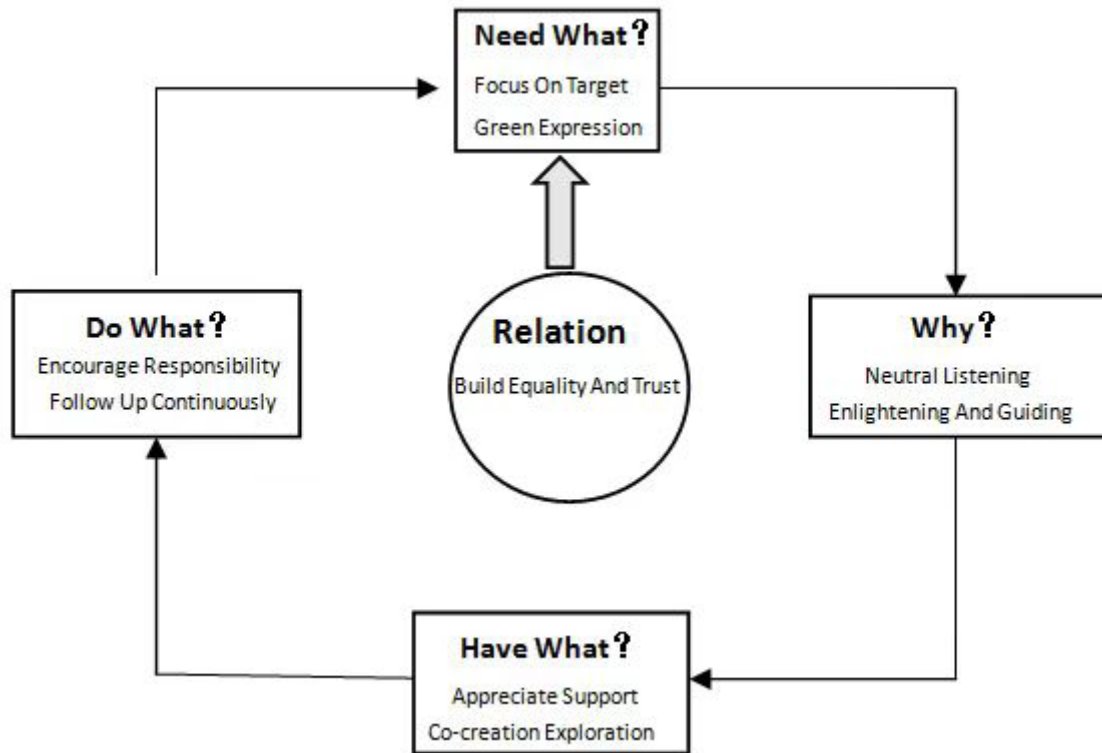 Need What?
Focus On Target
Green Expression
Do What?
Encourage Responsibility
Follow Up Continuously
Relation
Build Equality And Trust
Why?
Neutral Listening
Enlightening And Guiding
Have What?
Appreciate Support
Co-creation Exploration